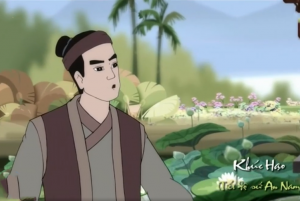 Khúc Hạo
Tiết độ sứ An Nam